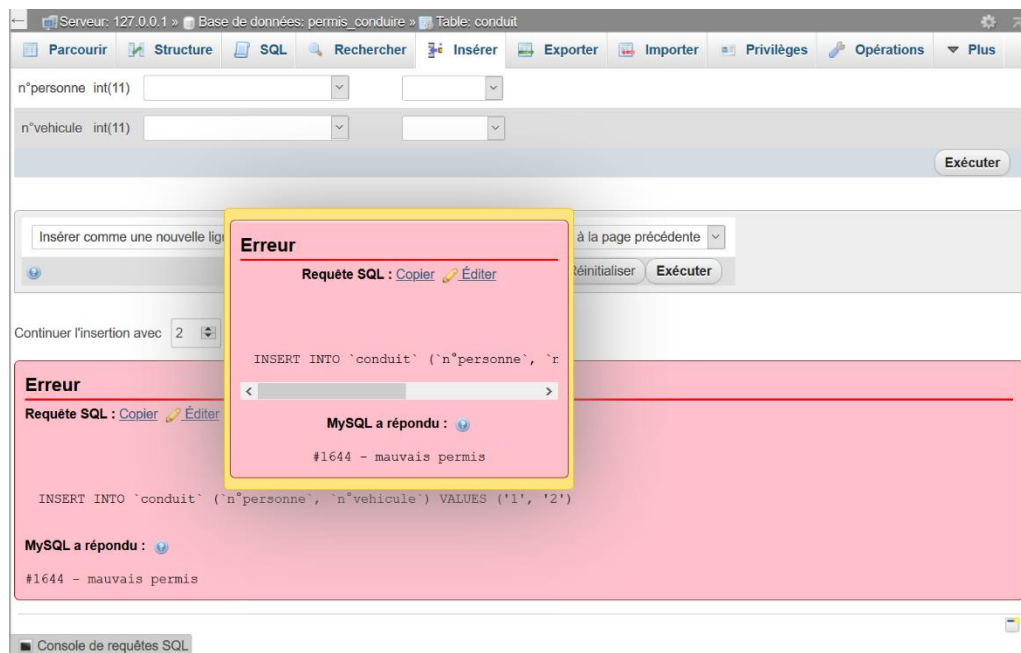 Serveur: 127.0.0.1 » Base de données: permis_conduire » Table: conduit
Parcourir Structure SQL Rechercher Insérer Exporter Importer Privilèges Opérations Plus
n°personne int(11)
n°vehicule int(11)
Exécuter
Insérer comme une nouvelle lig
à la page précédente
Réinitialiser Exécuter
Continuer l'insertion avec 2
Erreur
Requête SQL : Copier Éditer
INSERT INTO `conduit` (`n°personne`, `n
MySQL a répondu :
#1644 - mauvais permis
Erreur
Requête SQL : Copier Éditer
INSERT INTO `conduit` (`n°personne`, `n°vehicule`) VALUES ('1', '2')
MySQL a répondu :
#1644 - mauvais permis
Console de requêtes SQL